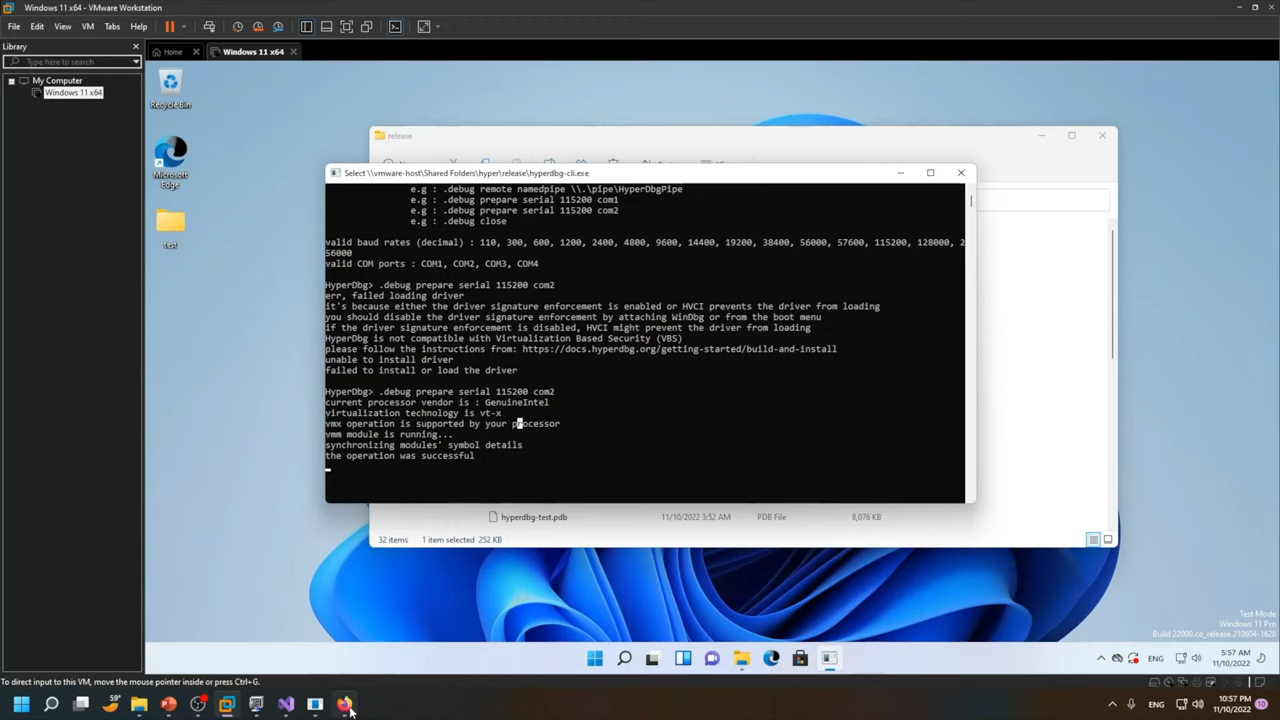 Windows 11 x64 - VMware Workstation
File Edit View VM Tabs Help
Library
Type here to search
My Computer
Windows 11 x64
Home
Windows 11 x64
Recycle Bin
Microsoft
Edge
test
release
Select \\vmware-host\Shared Folders\hyper\release\hyperdbg-cli.exe
e.g : .debug remote namedpipe \\.\pipe\HyperDbgPipe
e.g : .debug prepare serial 115200 com1
e.g : .debug prepare serial 115200 com2
e.g : .debug close
valid baud rates (decimal) : 110, 300, 600, 1200, 2400, 4800, 9600, 14400, 19200, 38400, 56000, 57600, 115200, 128000, 2
56000
valid COM ports : COM1, COM2, COM3, COM4
HyperDbg> .debug prepare serial 115200 com2
err, failed loading driver
it's because either the driver signature enforcement is enabled or HVCI prevents the driver from loading
you should disable the driver signature enforcement by attaching WinDbg or from the boot menu
if the driver signature enforcement is disabled, HVCI might prevent the driver from loading
HyperDbg is not compatible with Virtualization Based Security (VBS)
please follow the instructions from: https://docs.hyperdbg.org/getting-started/build-and-install
unable to install driver
failed to install or load the driver
HyperDbg> .debug prepare serial 115200 com2
current processor vendor is : GenuineIntel
virtualization technology is vt-x
vmx operation is supported by your processor
vmm module is running...
synchronizing modules' symbol details
the operation was successful
hyperdbg-test.pdb 11/10/2022 3:52 AM PDB File 8,076 KB
32 items 1 item selected 252 KB
Test Mode
Windows 11 Pro
Build 22000.co_release.210604-1628
ENG
5:57 AM
11/10/2022
To direct input to this VM, move the mouse pointer inside or press Ctrl+G.
59°
ENG
10:57 PM
11/10/2022
10